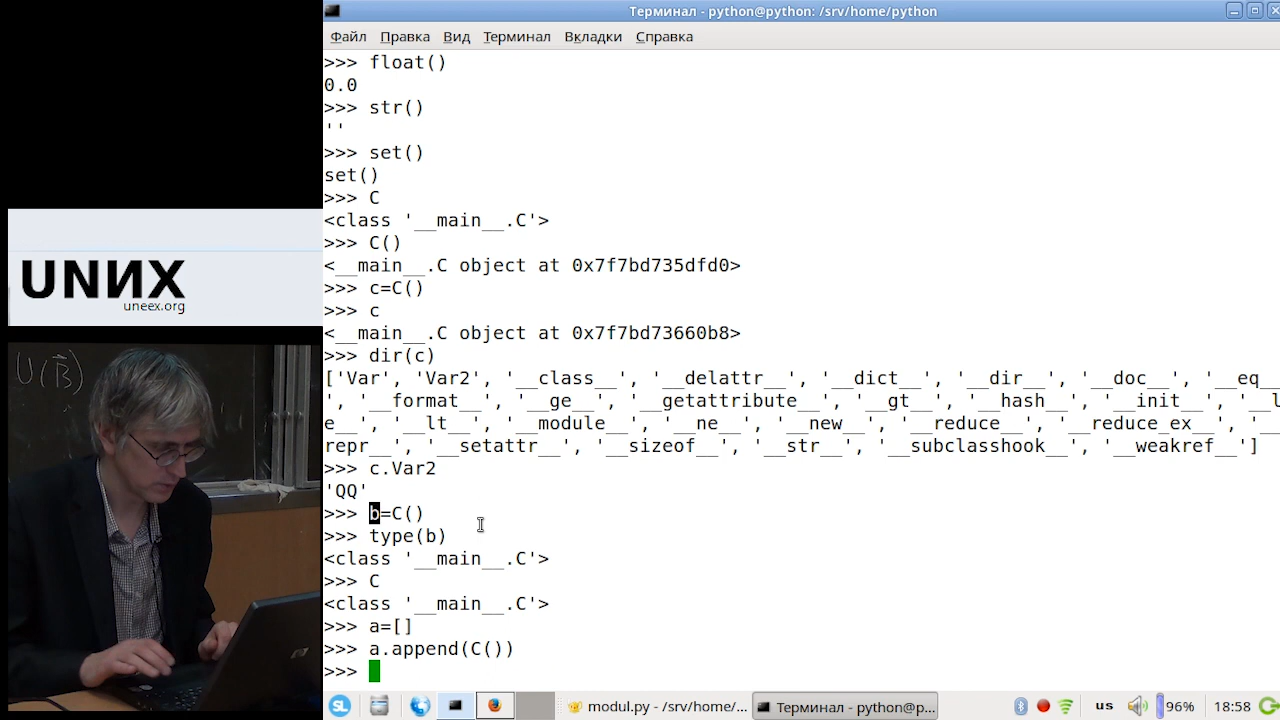 Терминал - python@python: /srv/home/python
Файл Правка Вид Терминал Вкладки Справка
>>> float()
0.0
>>> str()
''
>>> set()
set()
>>> C
<class '__main__.C'>
>>> C()
<__main__.C object at 0x7f7bd735dfd0>
>>> c=C()
>>> c
<__main__.C object at 0x7f7bd73660b8>
>>> dir(c)
['Var', 'Var2', '__class__', '__delattr__', '__dict__', '__dir__', '__doc__', '__eq__
', '__format__', '__ge__', '__getattribute__', '__gt__', '__hash__', '__init__', '__l
e__', '__lt__', '__module__', '__ne__', '__new__', '__reduce__', '__reduce_ex__', '__
repr__', '__setattr__', '__sizeof__', '__str__', '__subclasshook__', '__weakref__']
>>> c.Var2
'QQ'
>>> b=C()
>>> type(b)
<class '__main__.C'>
>>> C
<class '__main__.C'>
>>> a=[]
>>> a.append(C())
>>>
UNИX
uneex.org
U(B)
SL
modul.py - /srv/home/...
Терминал - python@p...
us
96%
18:58